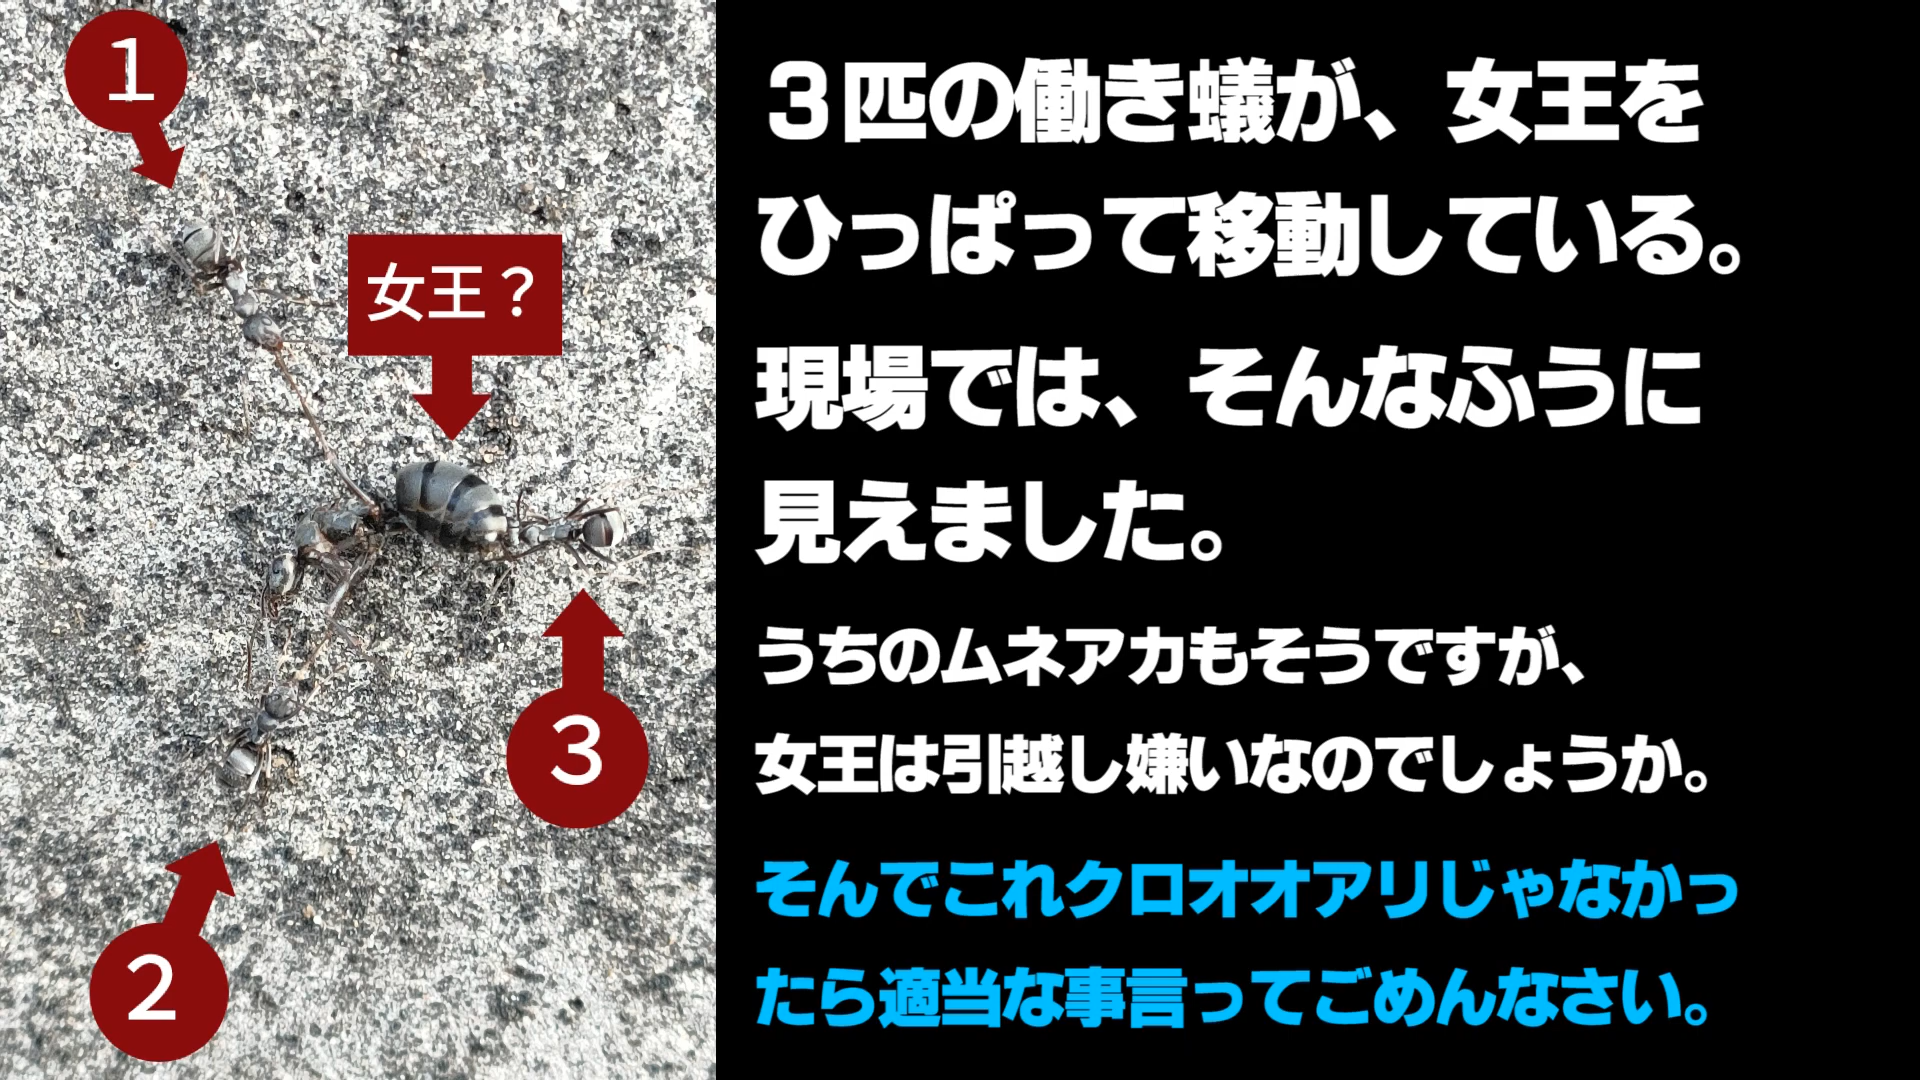 1
女王？
3
2
３匹の働き蟻が、女王を
ひっぱって移動している。
現場では、そんなふうに
見えました。
うちのムネアカもそうですが、
女王は引越し嫌いなのでしょうか。
そんでこれクロオオアリじゃなかっ
たら適当な事言ってごめんなさい。